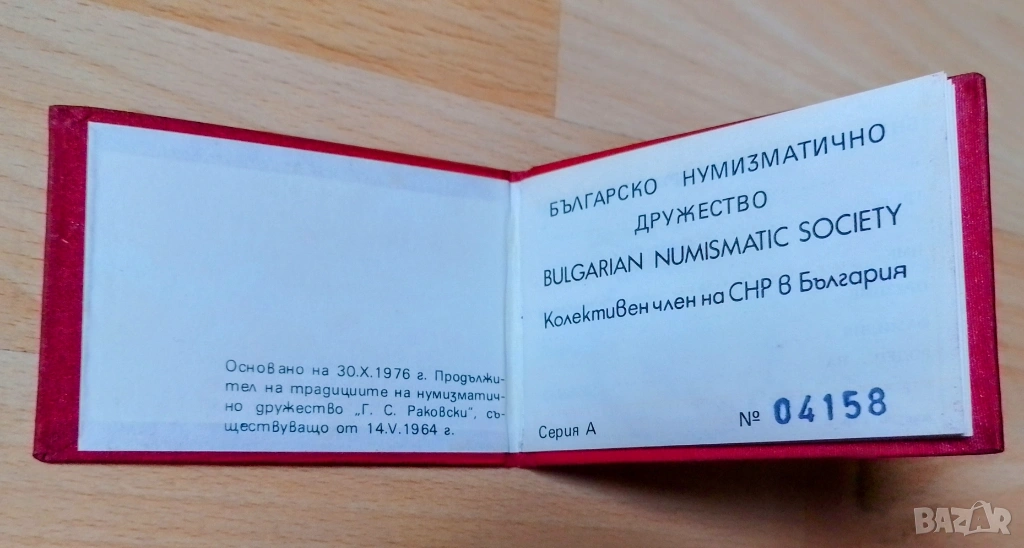 Основано на 30.X.1976 г. Продължи-
тел на традициите на нумизматич-
но дружество „Г. С. Раковски", съ-
ществуващо от 14.V.1964 г.
БЪЛГАРСКО НУМИЗМАТИЧНО
ДРУЖЕСТВО
BULGARIAN NUMISMATIC SOCIETY
Колективен член на СНР в България
Серия А № 04158
BAZAR